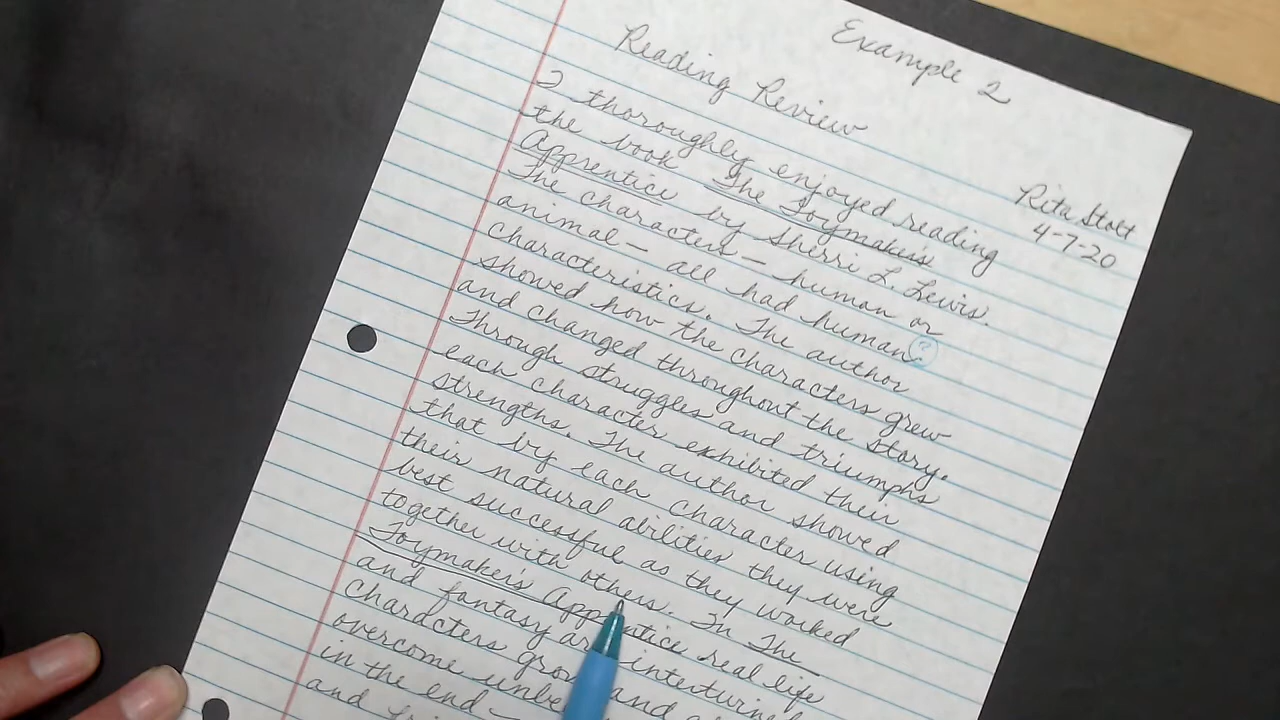 Example 2
Reading Review
Rita Stolt
4-7-20
I thoroughly enjoyed reading
the book The Toymaker's
Apprentice by Sherri L. Lewis.
The characters - human or
animal - all had human
characteristics. The author
showed how the characters grew
and changed throughout the story.
Through struggles and triumphs
each character exhibited their
strengths. The author showed
that by each character using
their natural abilities they were
best successful as they worked
together with others. In The
Toymaker's Apprentice real life
and fantasy are intertwined
characters grow and
overcome
in the end -
and